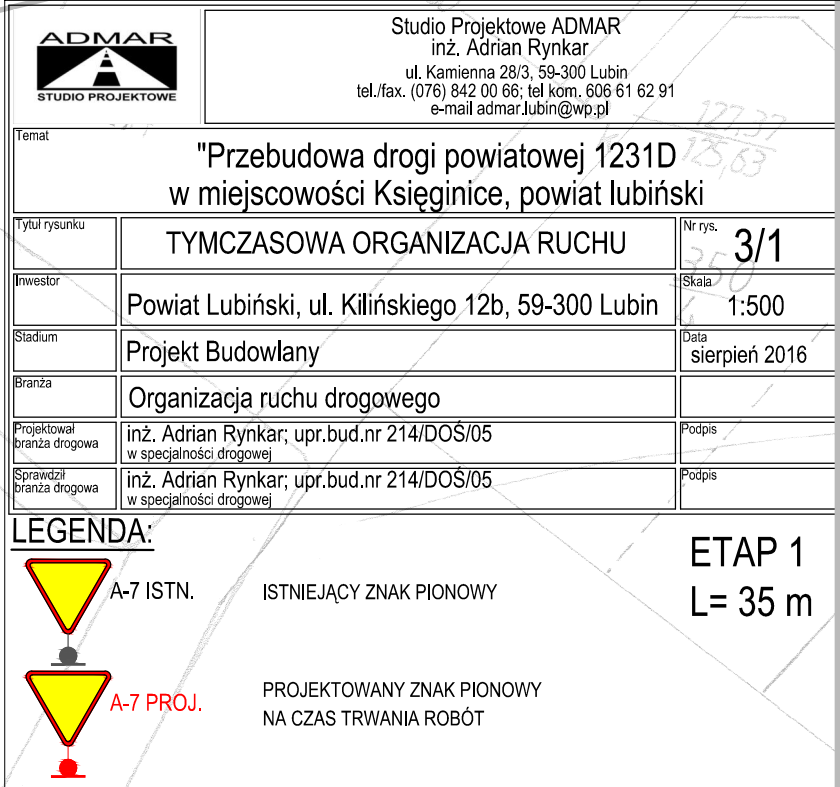 ADMAR
STUDIO PROJEKTOWE
Studio Projektowe ADMAR
inż. Adrian Rynkar
ul. Kamienna 28/3, 59-300 Lubin
tel./fax. (076) 842 00 66; tel kom. 606 61 62 91
e-mail admar.lubin@wp.pl
127,37
125,63
Temat
"Przebudowa drogi powiatowej 1231D
w miejscowości Księginice, powiat lubiński
Tytuł rysunku
TYMCZASOWA ORGANIZACJA RUCHU
Nr rys.
3/1
350
Inwestor
Powiat Lubiński, ul. Kilińskiego 12b, 59-300 Lubin
Skala
1:500
Stadium
Projekt Budowlany
Data
sierpień 2016
Branża
Organizacja ruchu drogowego
Projektował
branża drogowa
inż. Adrian Rynkar; upr.bud.nr 214/DOŚ/05
w specjalności drogowej
Podpis
Sprawdził
branża drogowa
inż. Adrian Rynkar; upr.bud.nr 214/DOŚ/05
w specjalności drogowej
Podpis
LEGENDA:
ETAP 1
L= 35 m
A-7 ISTN.
ISTNIEJĄCY ZNAK PIONOWY
A-7 PROJ.
PROJEKTOWANY ZNAK PIONOWY
NA CZAS TRWANIA ROBÓT